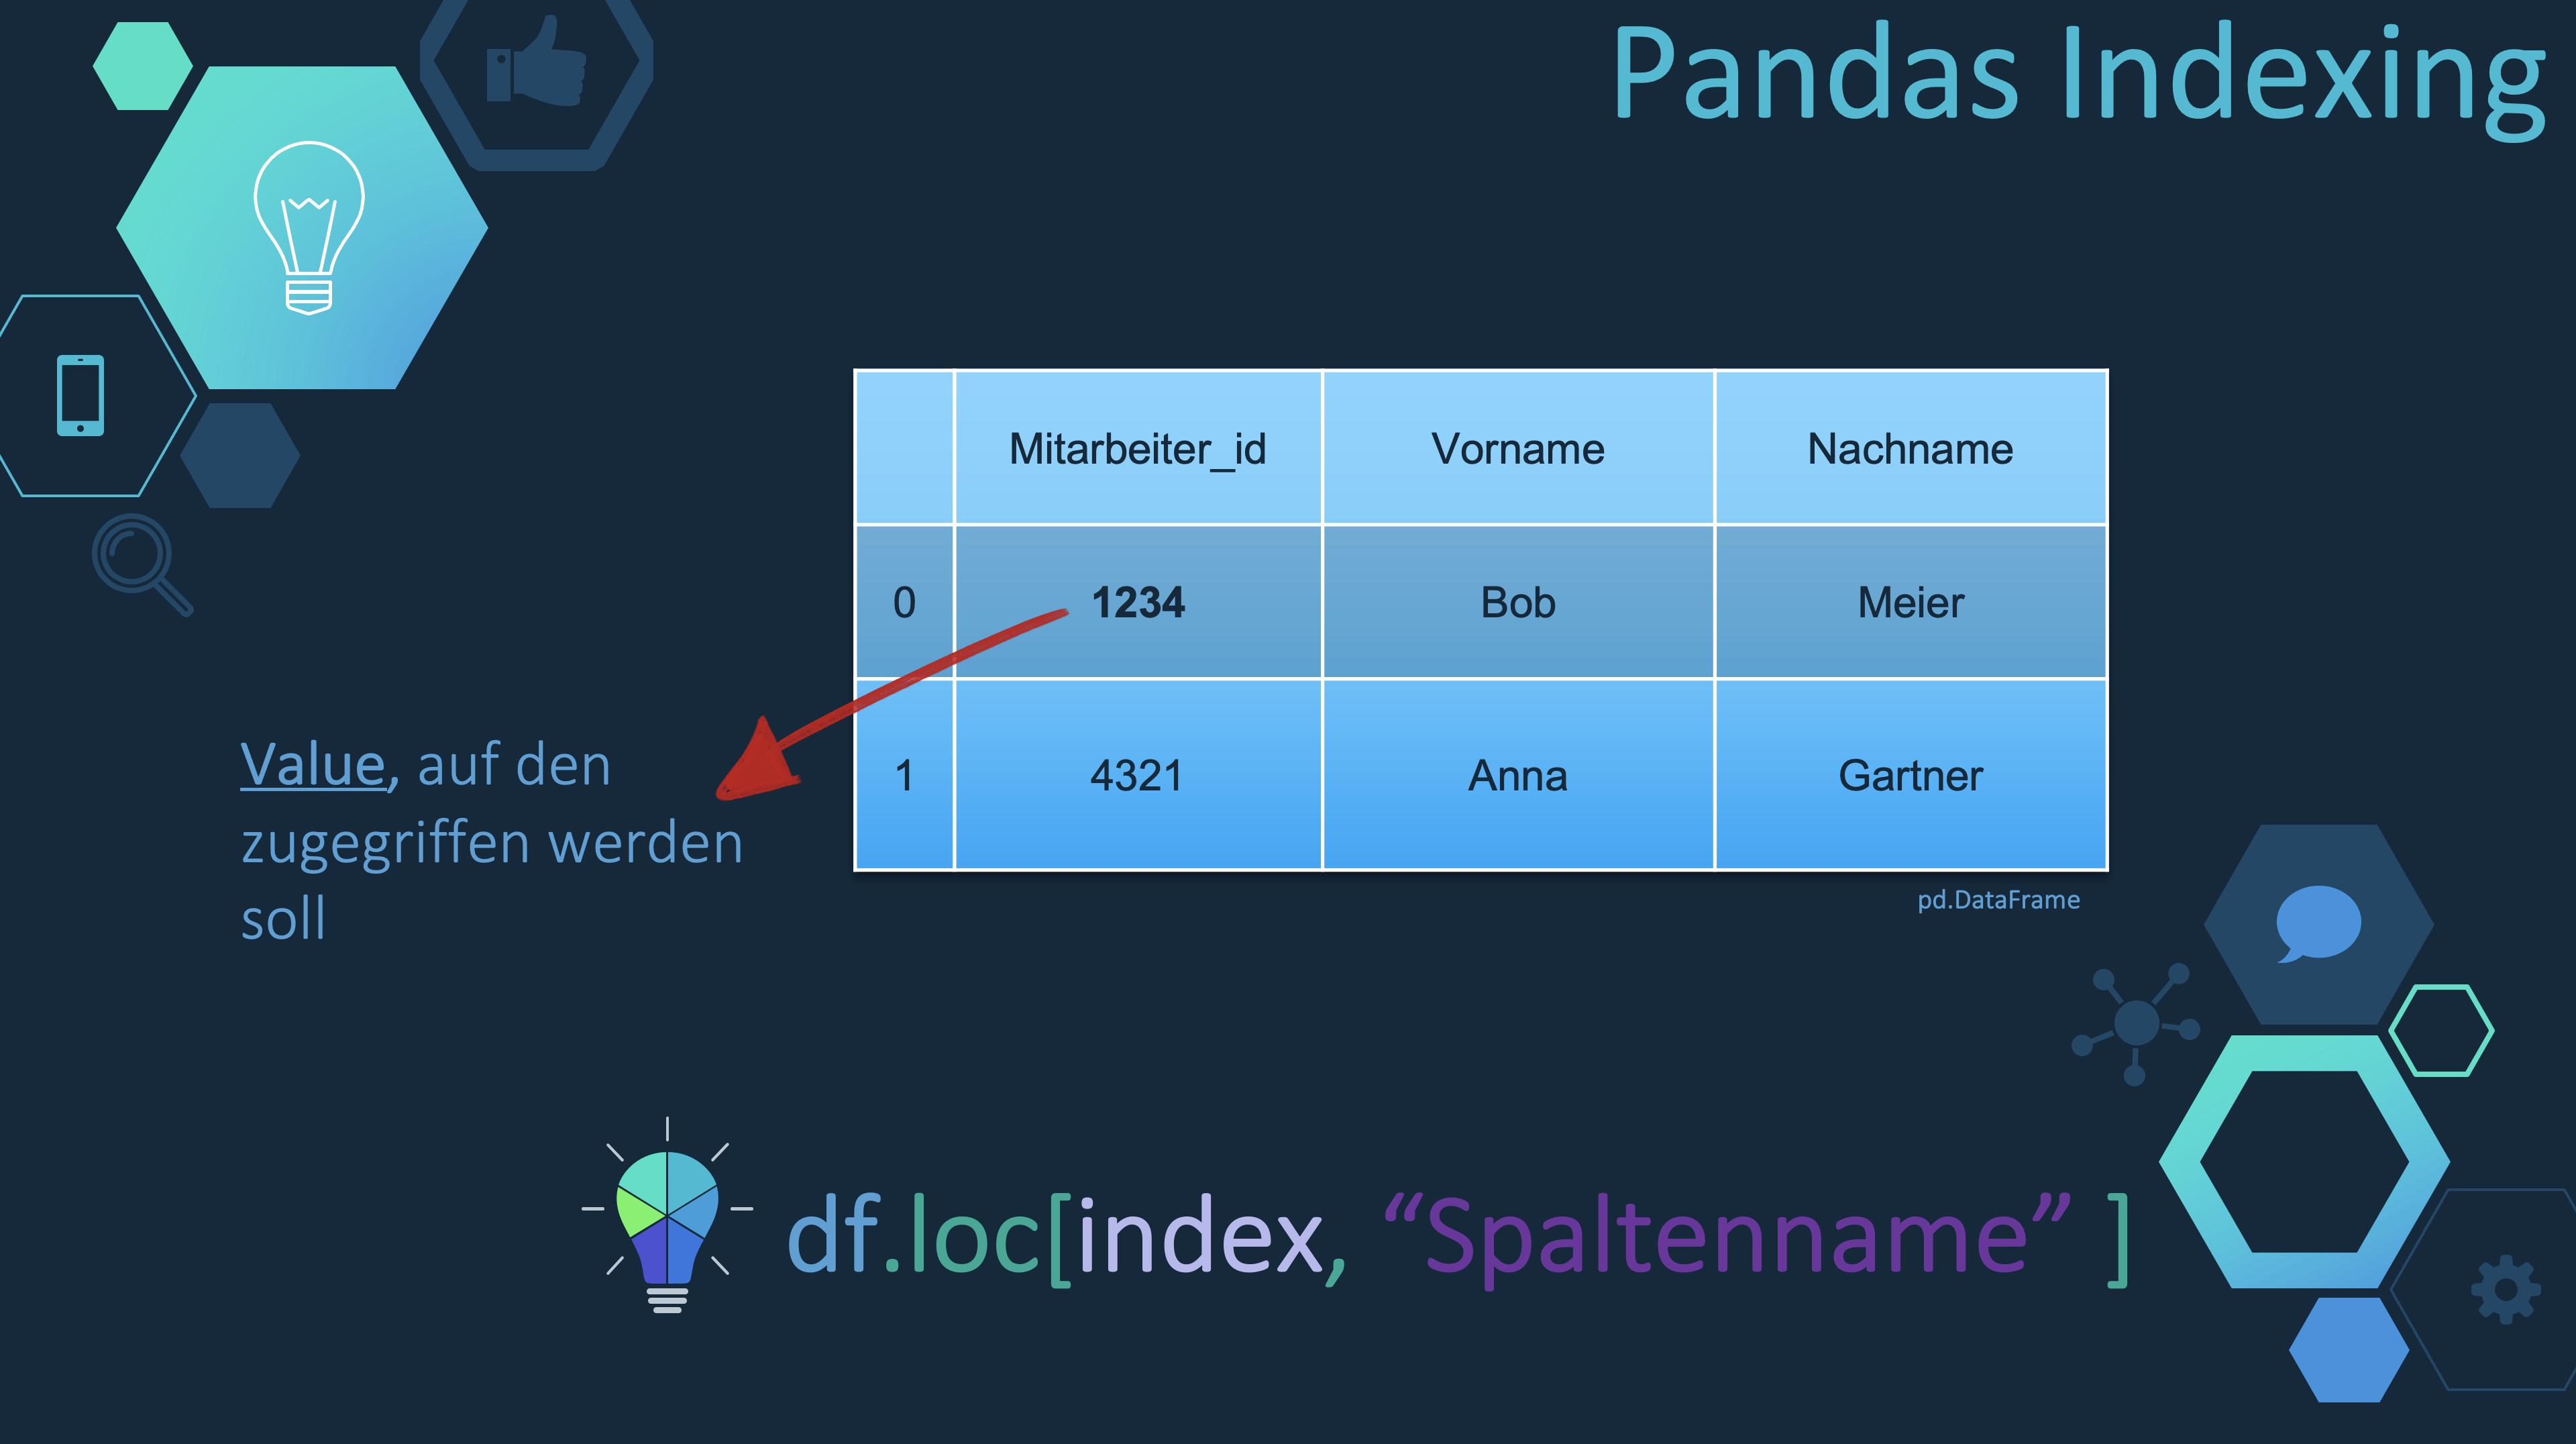 Pandas Indexing
Mitarbeiter_id Vorname Nachname
0 1234 Bob Meier
1 4321 Anna Gartner
pd.DataFrame
Value, auf den
zugegriffen werden
soll
df.loc[index, “Spaltenname” ]